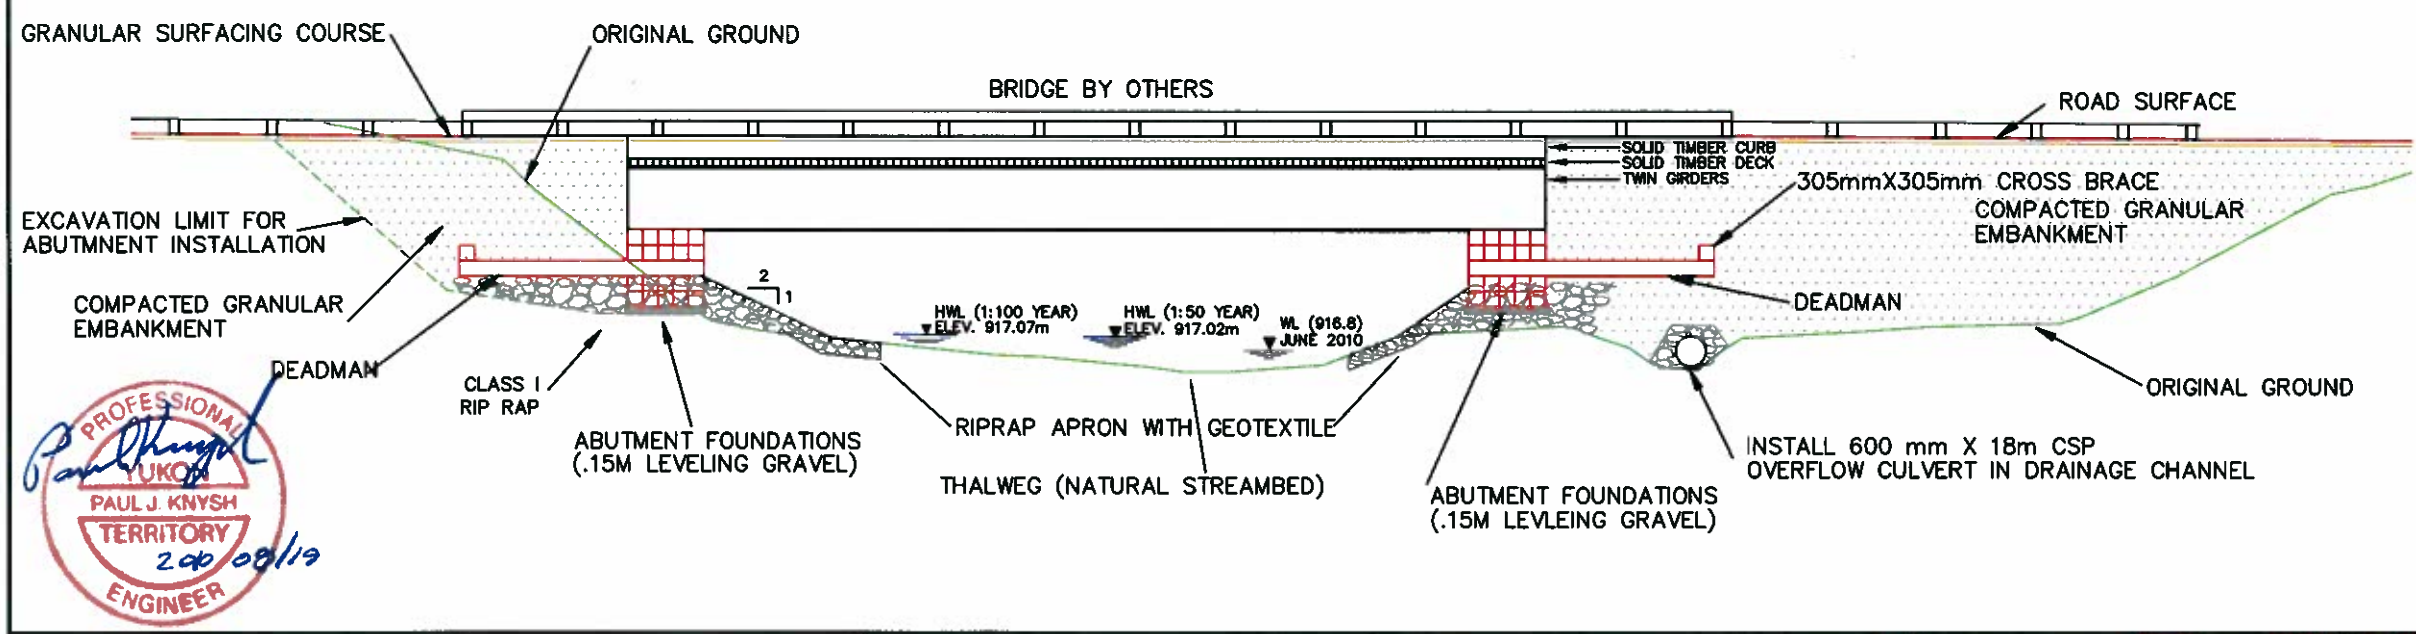 GRANULAR SURFACING COURSE
ORIGINAL GROUND
BRIDGE BY OTHERS
ROAD SURFACE
SOLID TIMBER CURB
SOLID TIMBER DECK
TWIN GIRDERS
305mmX305mm CROSS BRACE
COMPACTED GRANULAR
EMBANKMENT
EXCAVATION LIMIT FOR
ABUTMNENT INSTALLATION
COMPACTED GRANULAR
EMBANKMENT
2
1
HWL (1:100 YEAR)
ELEV. 917.07m
HWL (1:50 YEAR)
ELEV. 917.02m
WL (916.8)
JUNE 2010
DEADMAN
DEADMAN
CLASS I
RIP RAP
ORIGINAL GROUND
RIPRAP APRON WITH GEOTEXTILE
ABUTMENT FOUNDATIONS
(.15M LEVELING GRAVEL)
THALWEG (NATURAL STREAMBED)
INSTALL 600 mm X 18m CSP
OVERFLOW CULVERT IN DRAINAGE CHANNEL
ABUTMENT FOUNDATIONS
(.15M LEVLEING GRAVEL)
PROFESSIONAL
YUKON
PAUL J. KNYSH
TERRITORY
ENGINEER